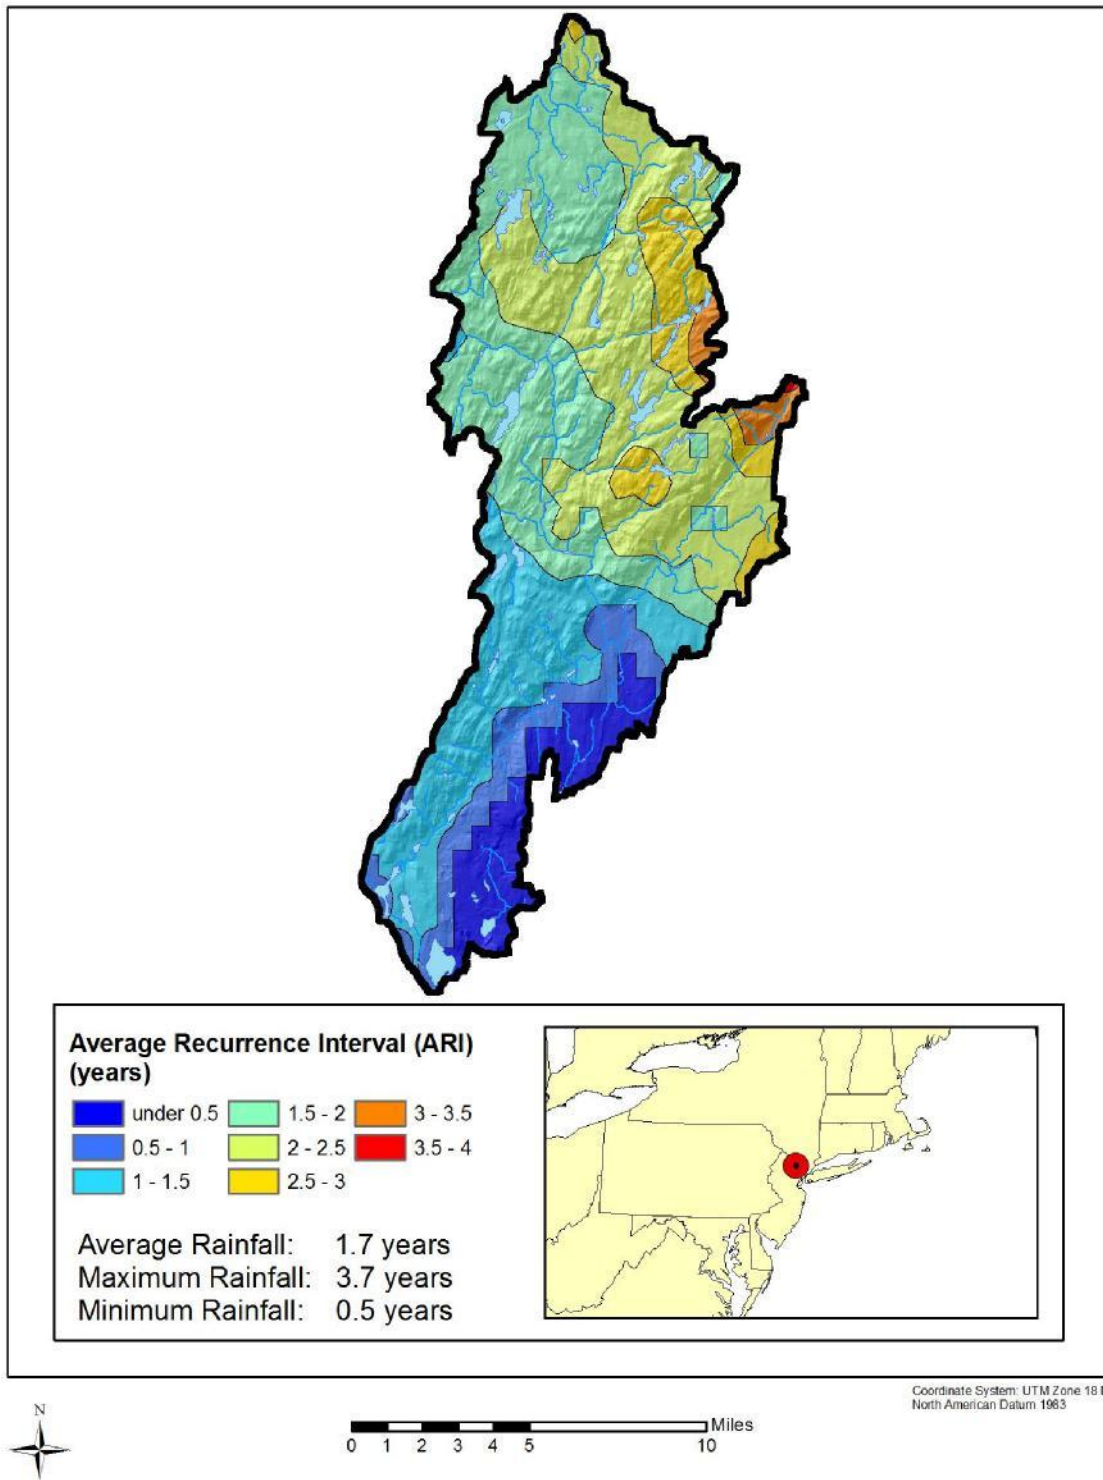 Average Recurrence Interval (ARI)
(years)
under 0.5
1.5 - 2
3 - 3.5
0.5 - 1
2 - 2.5
3.5 - 4
1 - 1.5
2.5 - 3
Average Rainfall: 1.7 years
Maximum Rainfall: 3.7 years
Minimum Rainfall: 0.5 years
Coordinate System: UTM Zone 18
North American Datum 1983
N
Miles
0 1 2 3 4 5 10